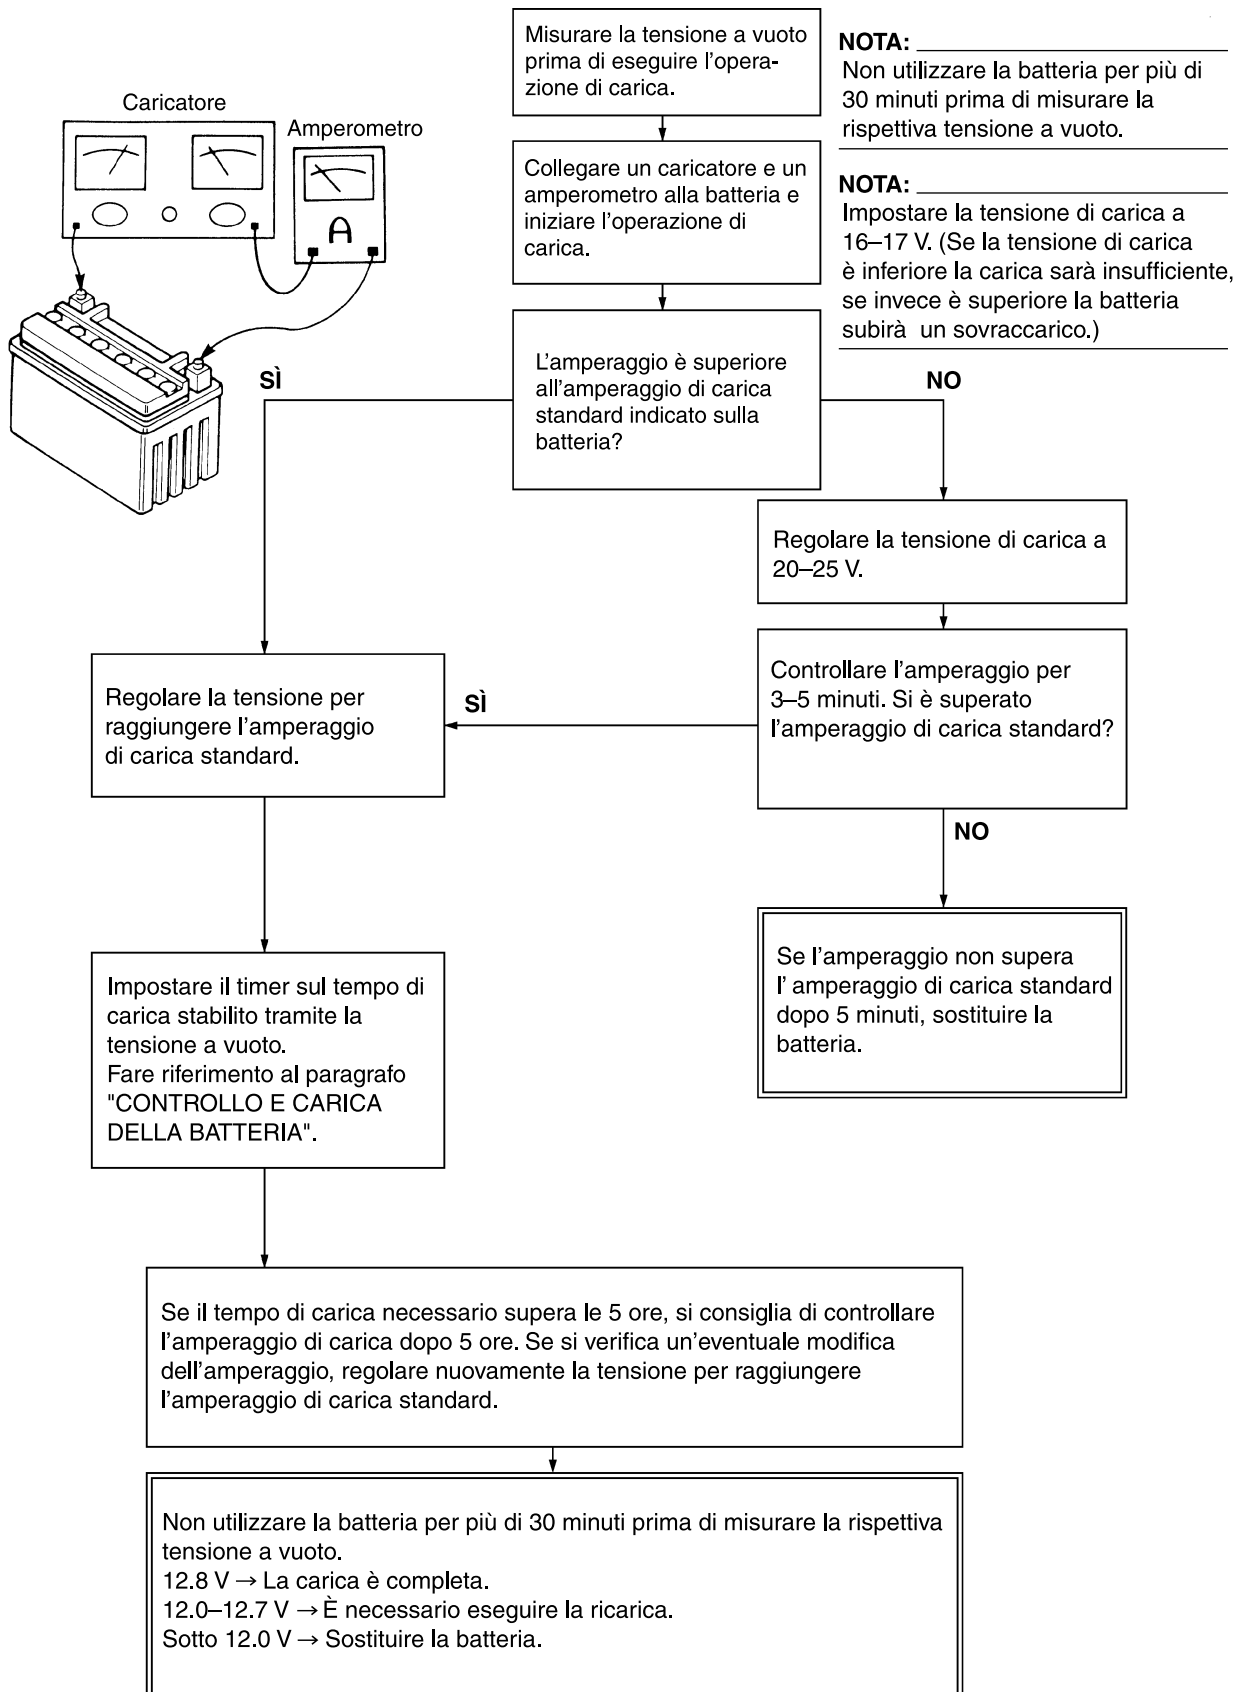 Misurare la tensione a vuoto
prima di eseguire l'opera-
zione di carica.
NOTA:
Non utilizzare la batteria per più di
30 minuti prima di misurare la
rispettiva tensione a vuoto.
Caricatore
Amperometro
A
Collegare un caricatore e un
amperometro alla batteria e
iniziare l'operazione di
carica.
NOTA:
Impostare la tensione di carica a
16–17 V. (Se la tensione di carica
è inferiore la carica sarà insufficiente,
se invece è superiore la batteria
subirà un sovraccarico.)
L'amperaggio è superiore
all'amperaggio di carica
standard indicato sulla
batteria?
SÌ
NO
Regolare la tensione di carica a
20–25 V.
Controllare l'amperaggio per
3–5 minuti. Si è superato
l'amperaggio di carica standard?
SÌ
Regolare la tensione per
raggiungere l'amperaggio
di carica standard.
NO
Se l'amperaggio non supera
l' amperaggio di carica standard
dopo 5 minuti, sostituire la
batteria.
Impostare il timer sul tempo di
carica stabilito tramite la
tensione a vuoto.
Fare riferimento al paragrafo
"CONTROLLO E CARICA
DELLA BATTERIA".
Se il tempo di carica necessario supera le 5 ore, si consiglia di controllare
l'amperaggio di carica dopo 5 ore. Se si verifica un'eventuale modifica
dell'amperaggio, regolare nuovamente la tensione per raggiungere
l'amperaggio di carica standard.
Non utilizzare la batteria per più di 30 minuti prima di misurare la rispettiva
tensione a vuoto.
12.8 V → La carica è completa.
12.0–12.7 V → È necessario eseguire la ricarica.
Sotto 12.0 V → Sostituire la batteria.